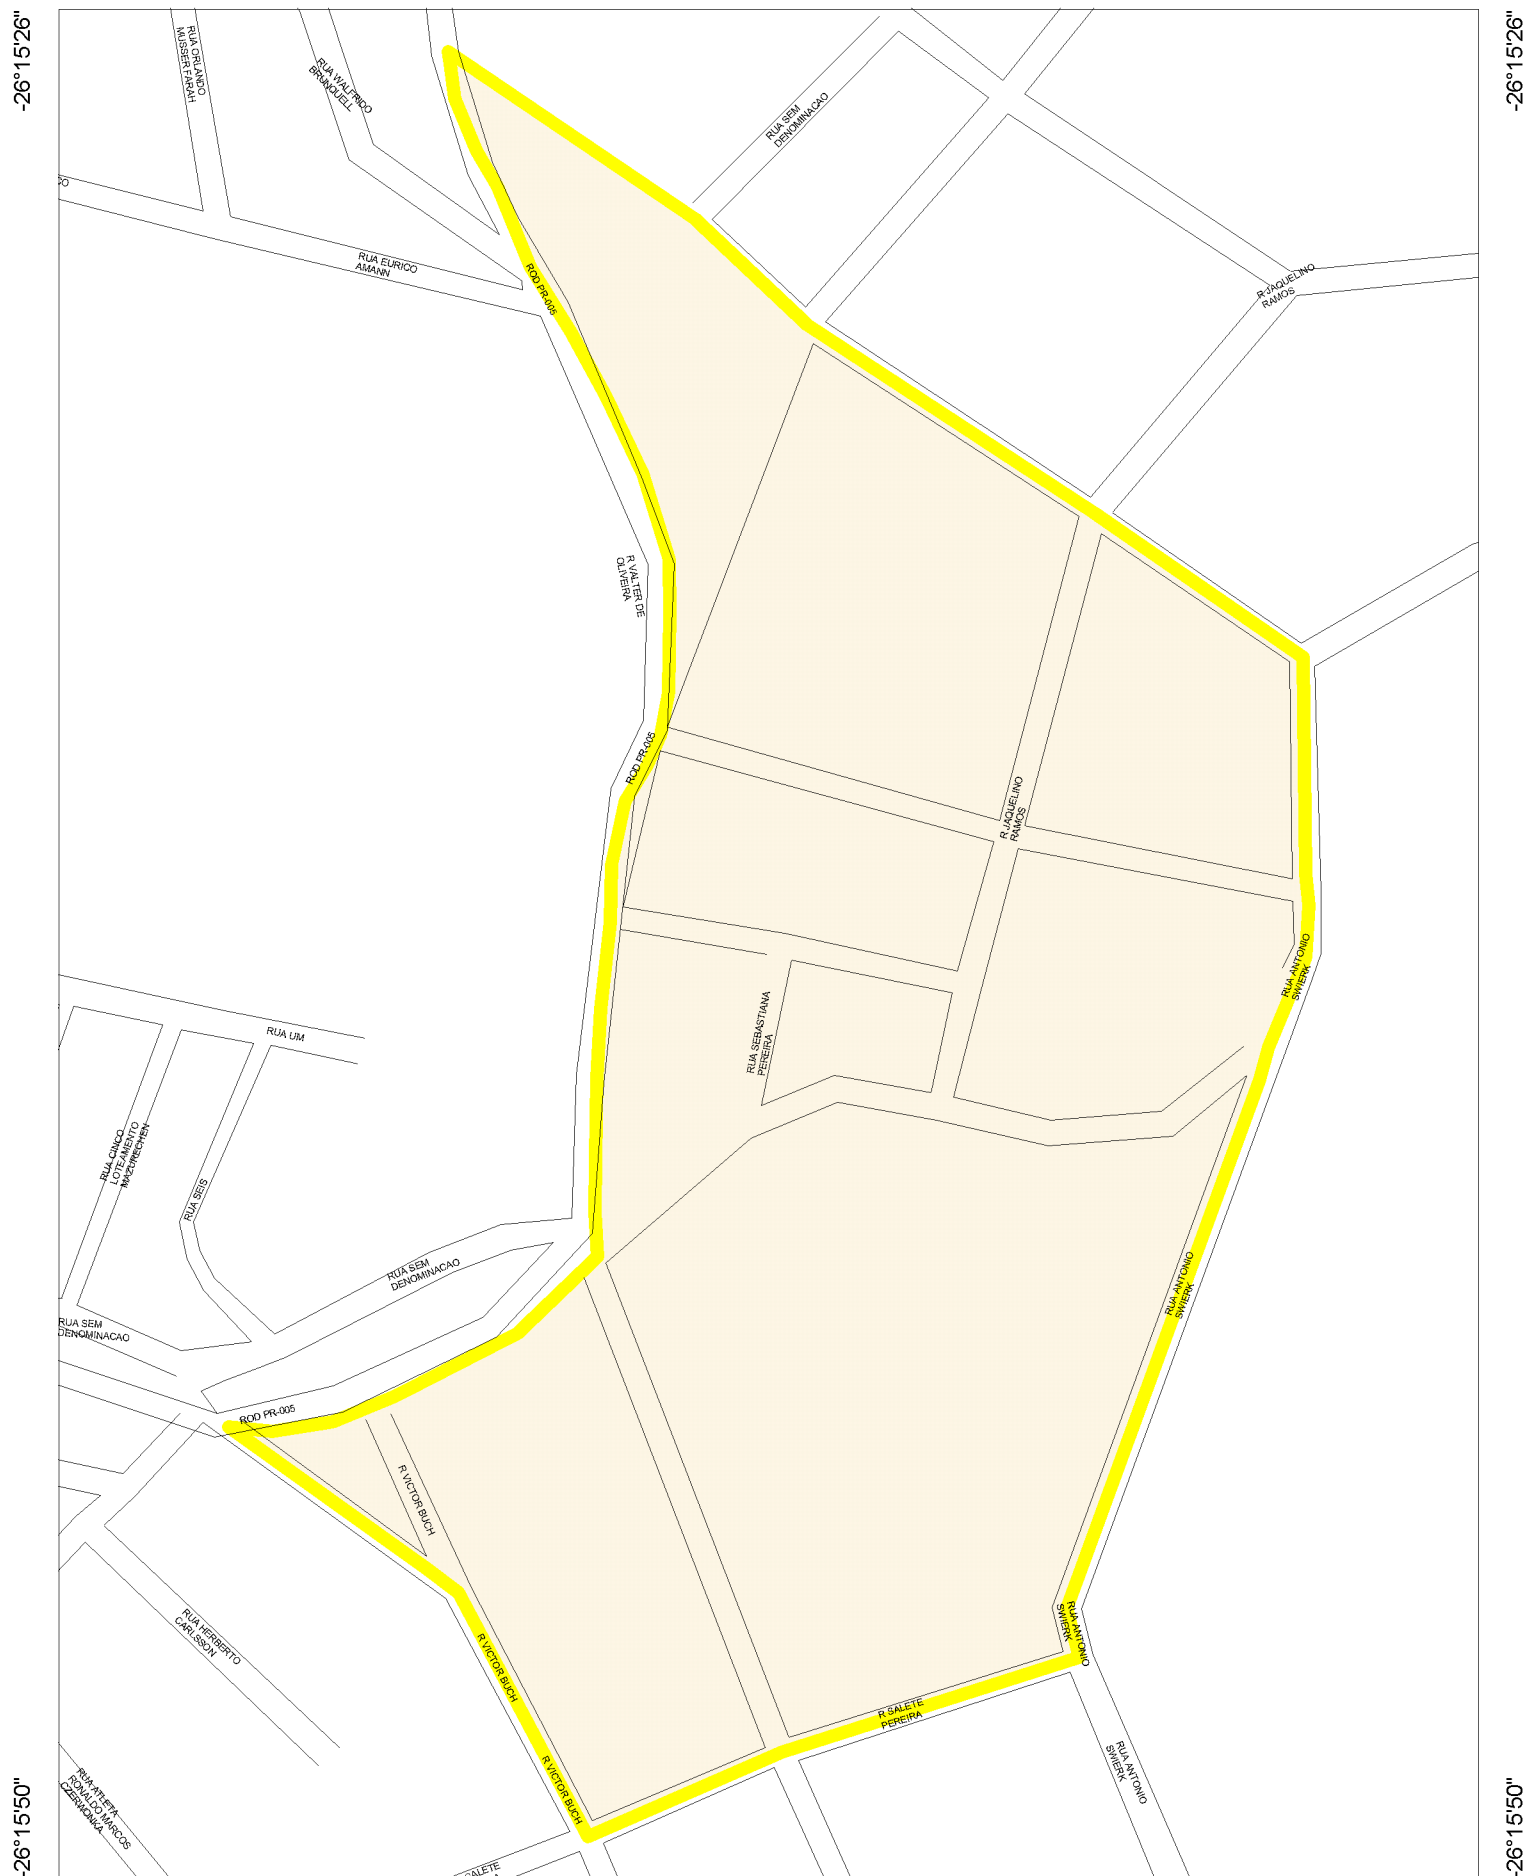 -26°15'26"
-26°15'26"
RUA ORLANDO
MUSSER FARAH
RUA WALFRIDO
BRUNQUELL
RUA SEM
DENOMINACAO
CO
RUA EURICO
AMANN
ROD PR-005
R JAQUELINO
RAMOS
R VALTER DE
OLIVEIRA
ROD PR-005
R JAQUELINO
RAMOS
RUA ANTONIO
SWIERK
RUA SEBASTIANA
PEREIRA
RUA UM
RUA CINCO
LOTEAMENTO
MAZURECHEN
RUA SEIS
RUA SEM
DENOMINACAO
RUA ANTONIO
SWIERK
RUA SEM
DENOMINACAO
ROD PR-005
R VICTOR BUCH
RUA HERBERTO
CARLSSON
R VICTOR BUCH
RUA ANTONIO
SWIERK
R SALETE
PEREIRA
R VICTOR BUCH
RUA ANTONIO
SWIERK
RUA ATLETA
RONALDO MARCOS
CZERWONKA
-26°15'50"
-26°15'50"
SALETE